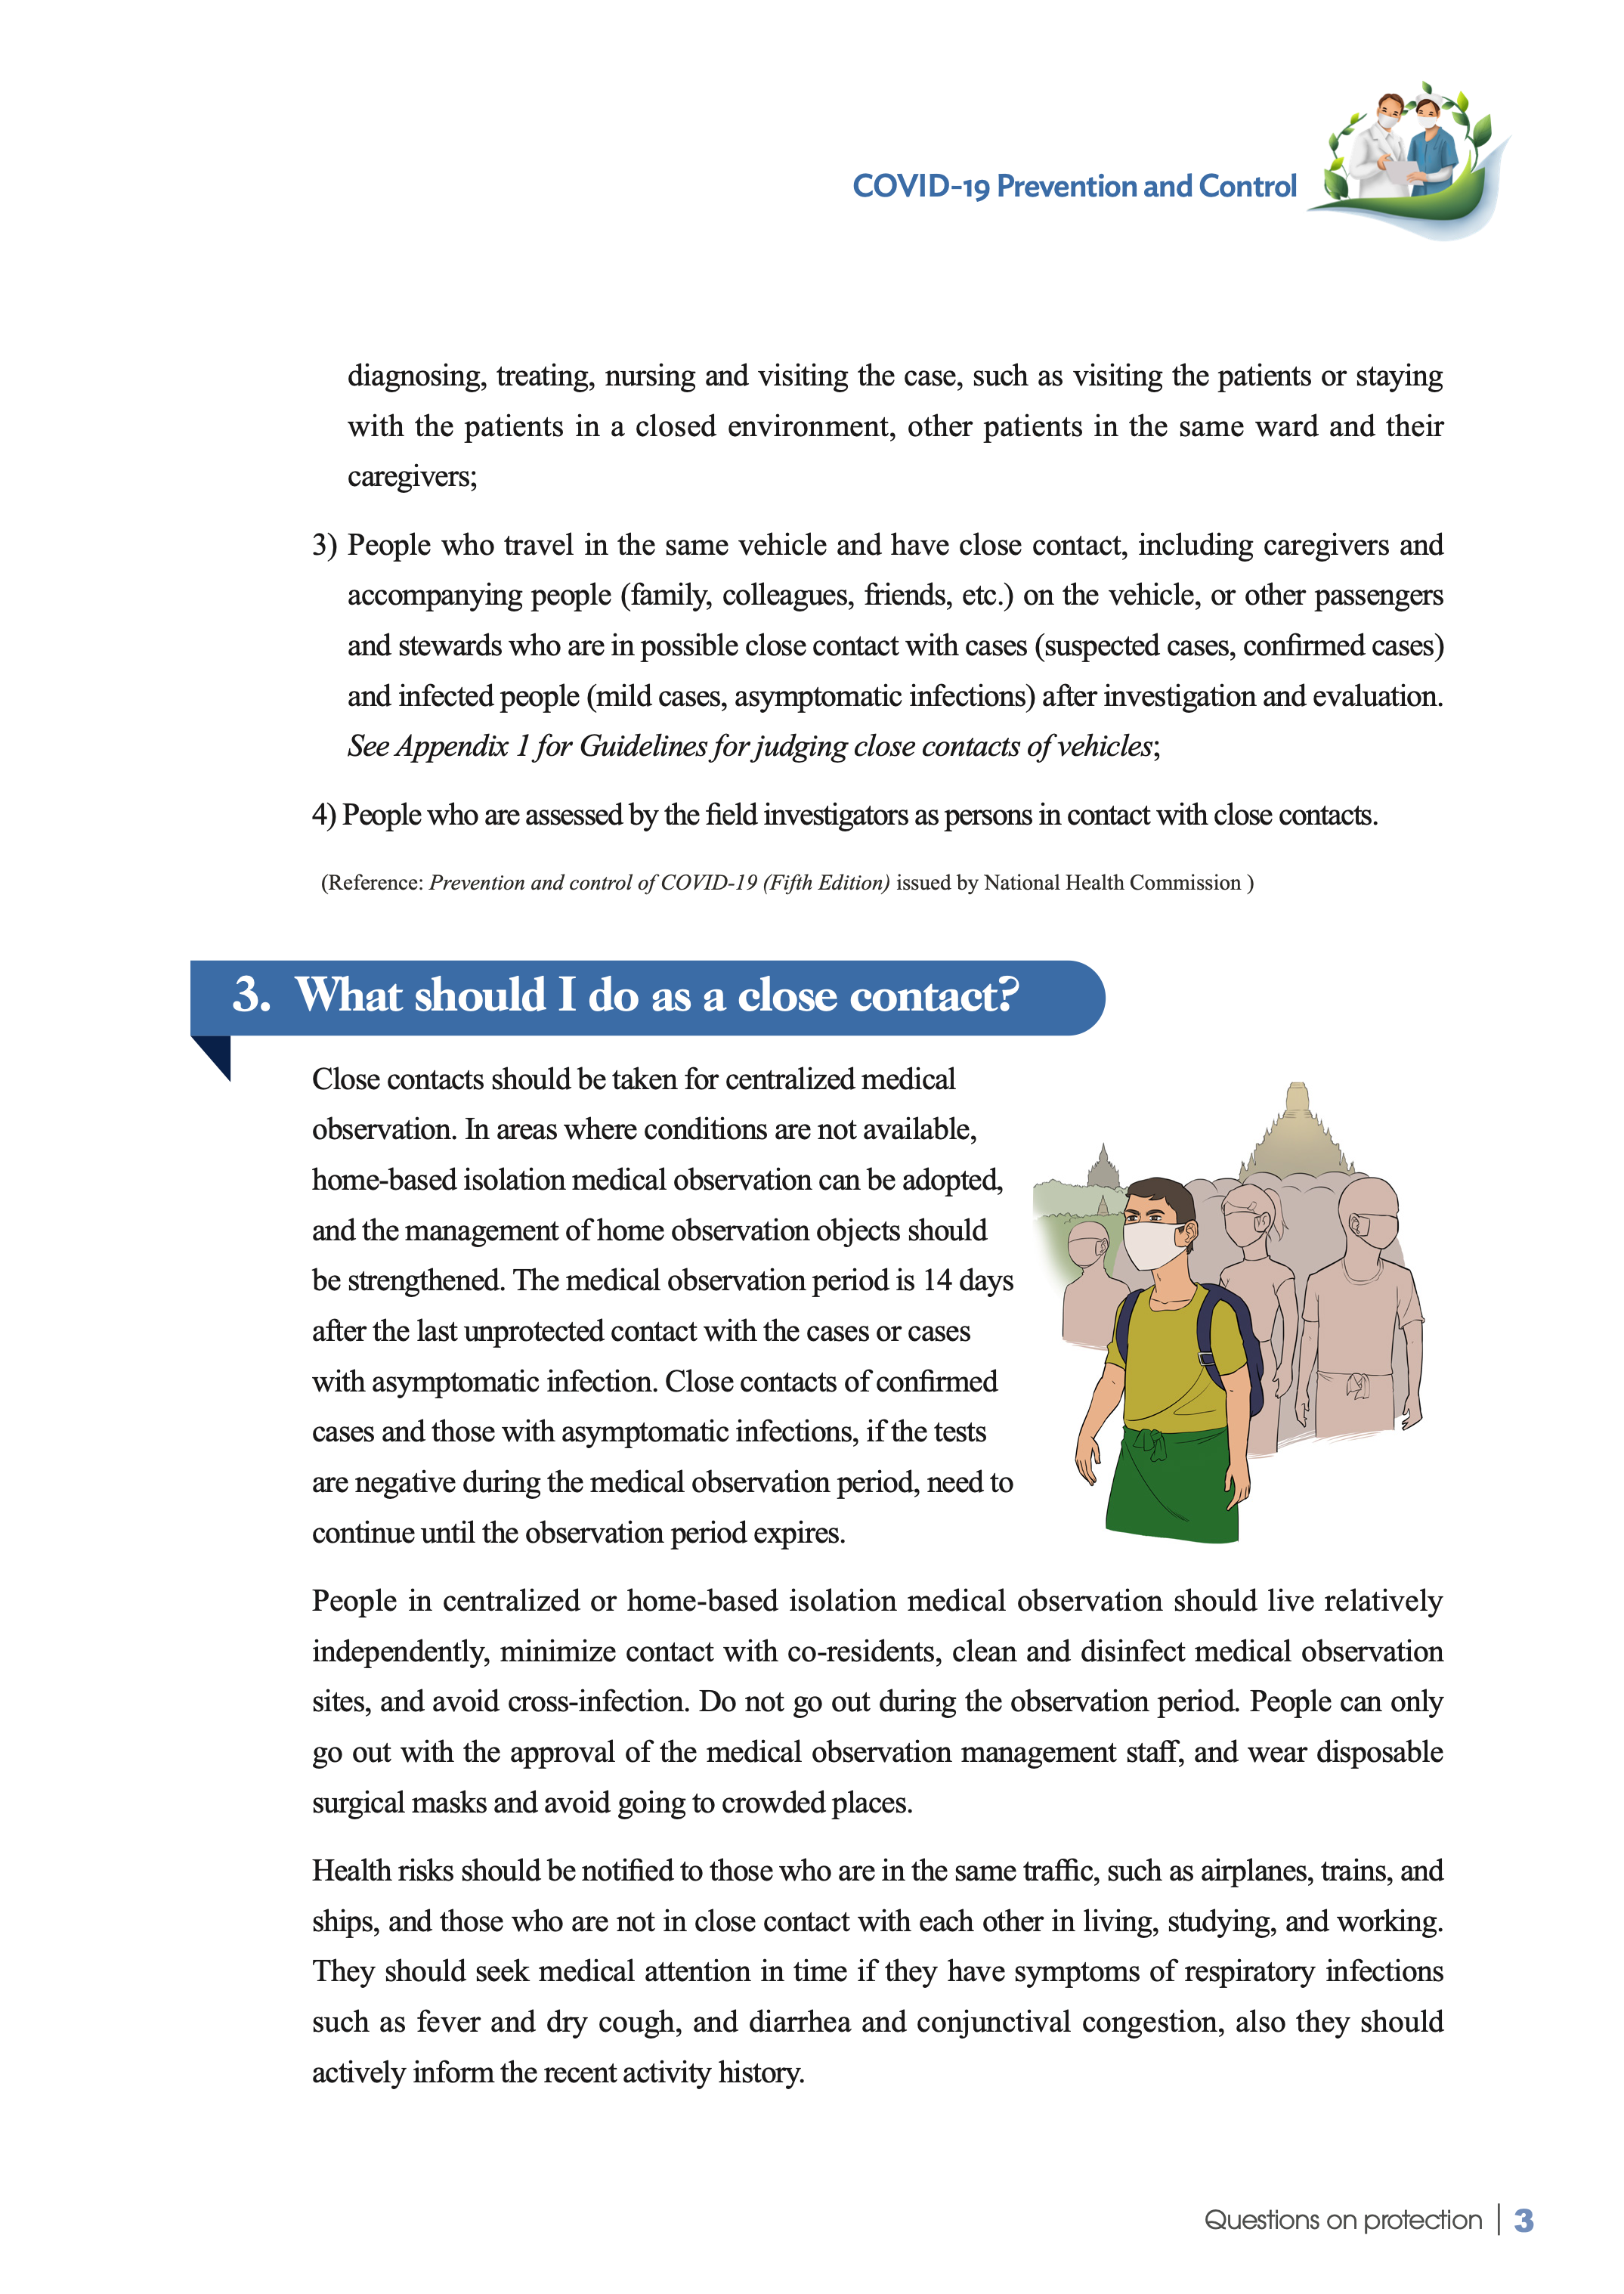 COVID-19 Prevention and Control
diagnosing, treating, nursing and visiting the case, such as visiting the patients or staying
with the patients in a closed environment, other patients in the same ward and their
caregivers;
3) People who travel in the same vehicle and have close contact, including caregivers and
accompanying people (family, colleagues, friends, etc.) on the vehicle, or other passengers
and stewards who are in possible close contact with cases (suspected cases, confirmed cases)
and infected people (mild cases, asymptomatic infections) after investigation and evaluation.
See Appendix 1 for Guidelines for judging close contacts of vehicles;
4) People who are assessed by the field investigators as persons in contact with close contacts.
(Reference: Prevention and control of COVID-19 (Fifth Edition) issued by National Health Commission )
3. What should I do as a close contact?
Close contacts should be taken for centralized medical
observation. In areas where conditions are not available,
home-based isolation medical observation can be adopted,
and the management of home observation objects should
be strengthened. The medical observation period is 14 days
after the last unprotected contact with the cases or cases
with asymptomatic infection. Close contacts of confirmed
cases and those with asymptomatic infections, if the tests
are negative during the medical observation period, need to
continue until the observation period expires.
People in centralized or home-based isolation medical observation should live relatively
independently, minimize contact with co-residents, clean and disinfect medical observation
sites, and avoid cross-infection. Do not go out during the observation period. People can only
go out with the approval of the medical observation management staff, and wear disposable
surgical masks and avoid going to crowded places.
Health risks should be notified to those who are in the same traffic, such as airplanes, trains, and
ships, and those who are not in close contact with each other in living, studying, and working.
They should seek medical attention in time if they have symptoms of respiratory infections
such as fever and dry cough, and diarrhea and conjunctival congestion, also they should
actively inform the recent activity history.
Questions on protection | 3